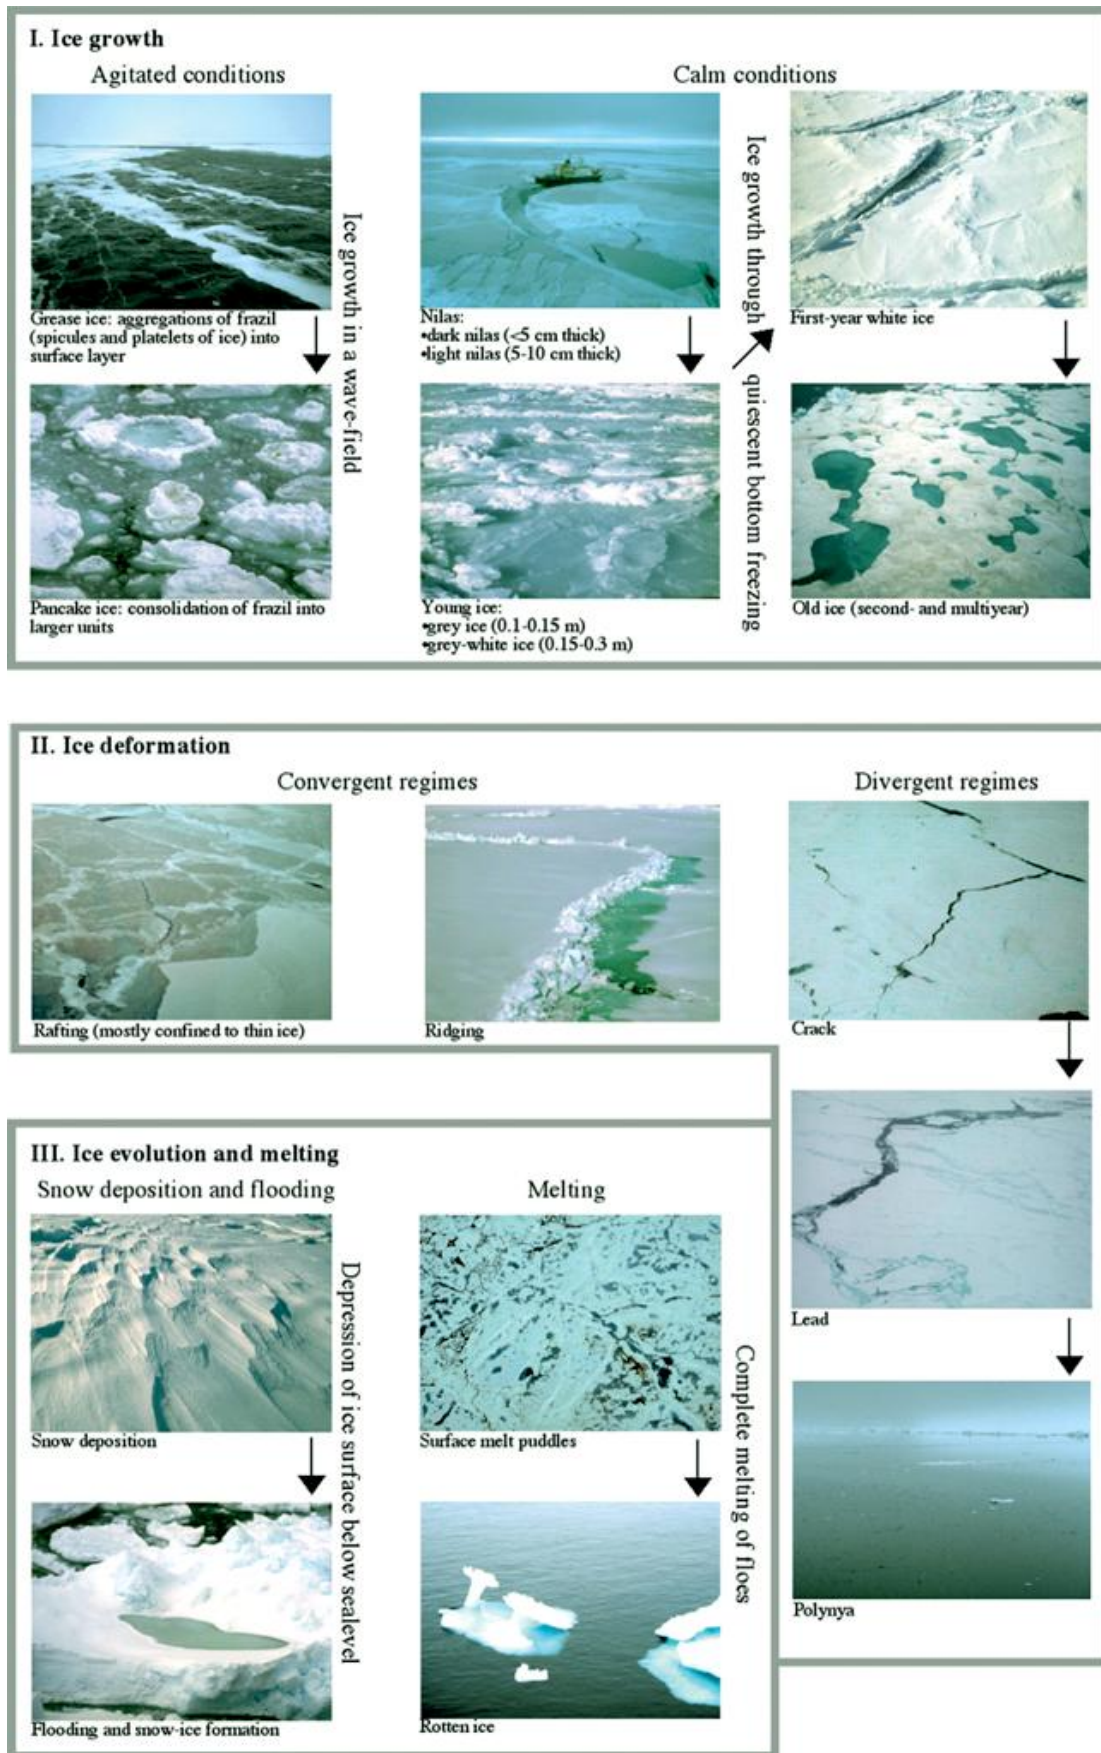 I. Ice growth
Agitated conditions
Calm conditions
Grease ice: aggregations of frazil
(spicules and platelets of ice) into
surface layer
Ice growth in a wave-field
Pancake ice: consolidation of frazil into
larger units
Nilas:
•dark nilas (<5 cm thick)
•light nilas (5-10 cm thick)
Young ice:
•grey ice (0.1-0.15 m)
•grey-white ice (0.15-0.3 m)
Ice growth through
quiescent bottom freezing
First-year white ice
Old ice (second- and multiyear)
II. Ice deformation
Convergent regimes
Divergent regimes
Rafting (mostly confined to thin ice)
Ridging
Crack
Lead
Polynya
III. Ice evolution and melting
Snow deposition and flooding
Melting
Snow deposition
Depression of ice surface below sealevel
Flooding and snow-ice formation
Surface melt puddles
Complete melting of floes
Rotten ice